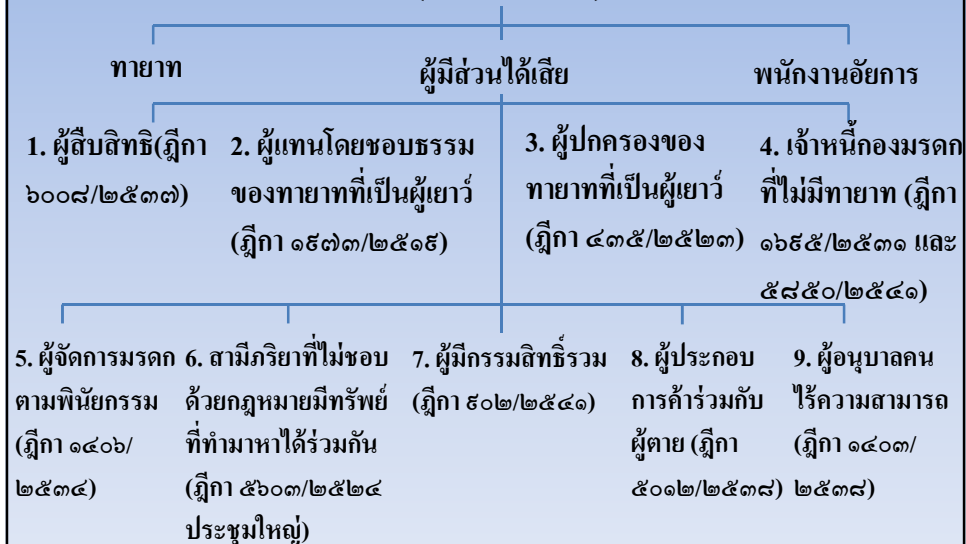 ทายาท
ผู้มีส่วนได้เสีย
พนักงานอัยการ
1. ผู้สืบสิทธิ(ฎีกา
๖๐๐๘/๒๕๓๗)
2. ผู้แทนโดยชอบธรรม
ของทายาทที่เป็นผู้เยาว์
(ฎีกา ๑๙๗๓/๒๕๑๙)
3. ผู้ปกครองของ
ทายาทที่เป็นผู้เยาว์
(ฎีกา ๔๓๕/๒๕๒๓)
4. เจ้าหนี้กองมรดก
ที่ไม่มีทายาท (ฎีกา
๑๖๙๕/๒๕๓๑ และ
๕๘๕๐/๒๕๔๑)
5. ผู้จัดการมรดก
ตามพินัยกรรม
(ฎีกา ๑๔๐๖/
๒๕๓๔)
6. สามีภริยาที่ไม่ชอบ
ด้วยกฎหมายมีทรัพย์
ที่ทำมาหาได้ร่วมกัน
(ฎีกา ๕๖๐๓/๒๕๒๔
ประชุมใหญ่)
7. ผู้มีกรรมสิทธิ์รวม
(ฎีกา ๙๐๒/๒๕๔๑)
8. ผู้ประกอบ
การค้าร่วมกับ
ผู้ตาย (ฎีกา
๕๐๑๒/๒๕๓๘)
9. ผู้อนุบาลคน
ไร้ความสามารถ
(ฎีกา ๑๔๐๓/
๒๕๓๘)